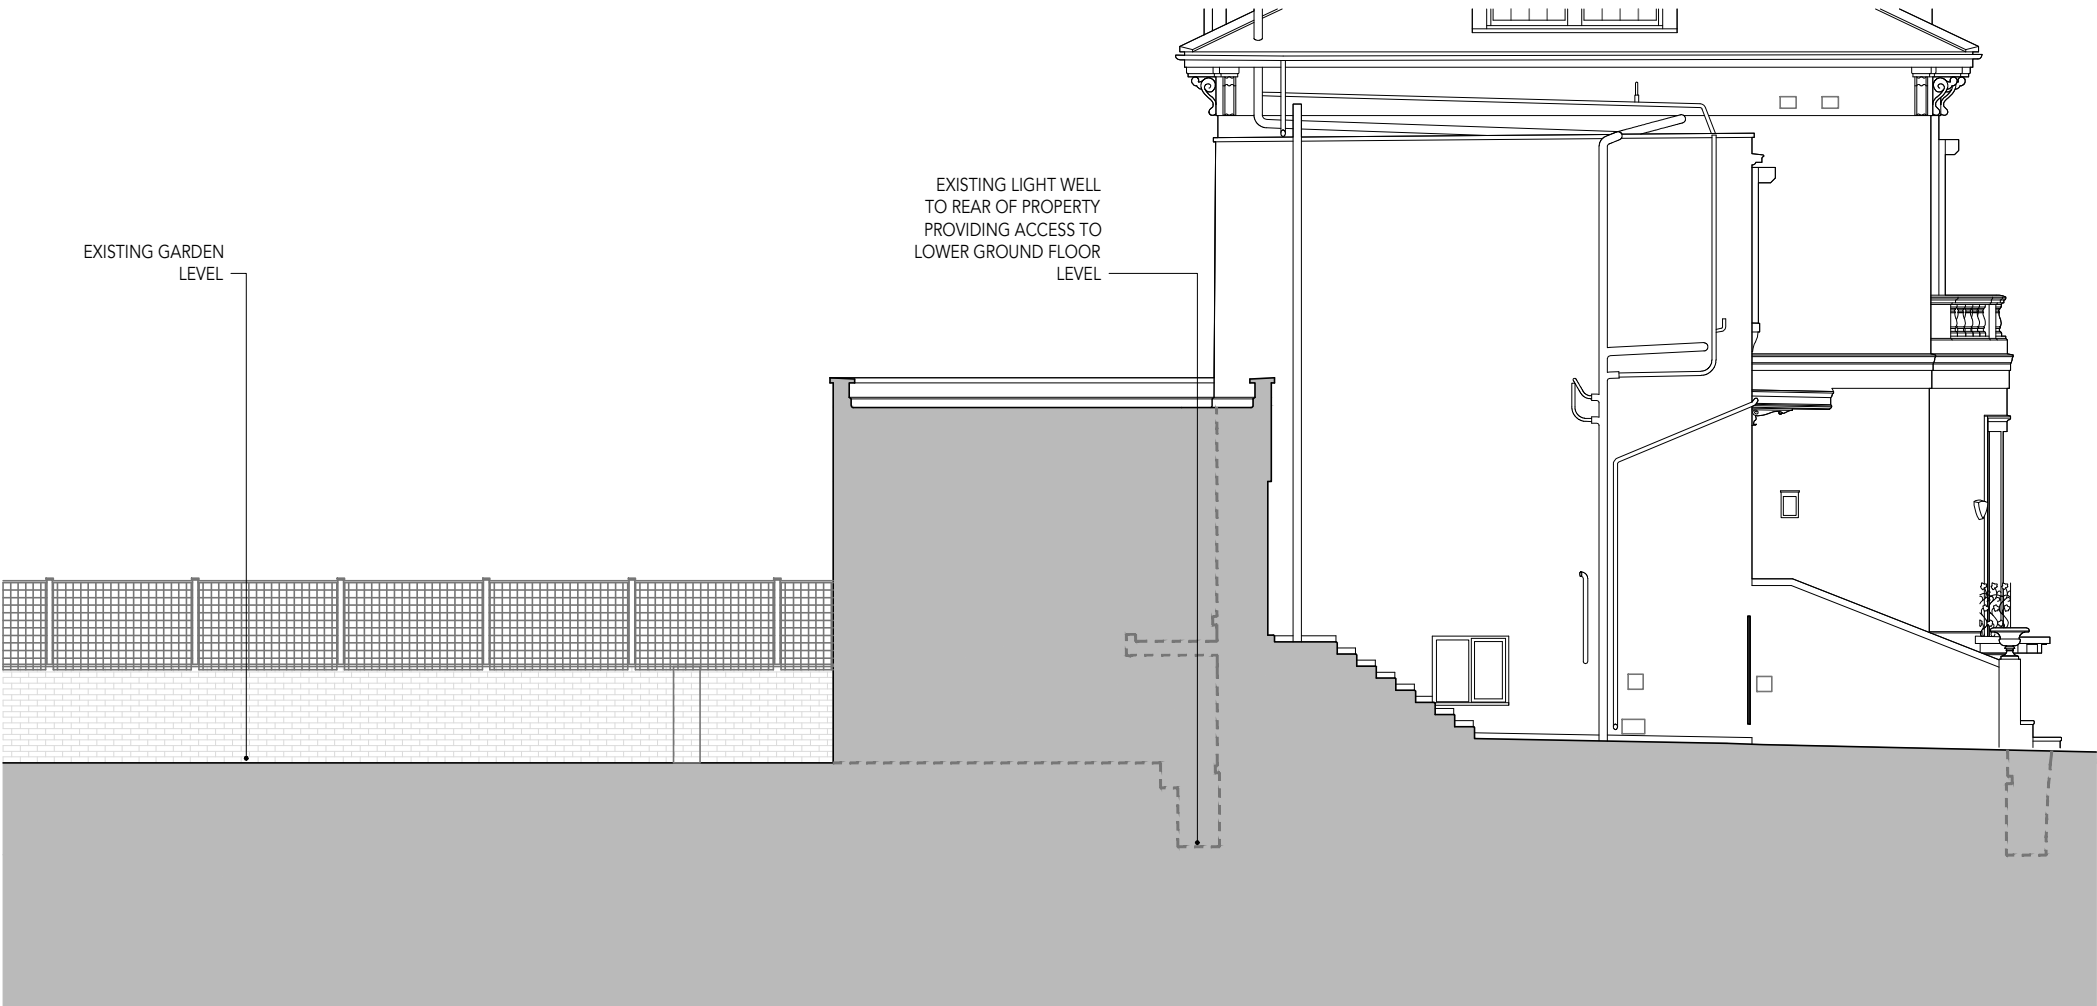 EXISTING GARDEN
LEVEL
EXISTING LIGHT WELL
TO REAR OF PROPERTY
PROVIDING ACCESS TO
LOWER GROUND FLOOR
LEVEL